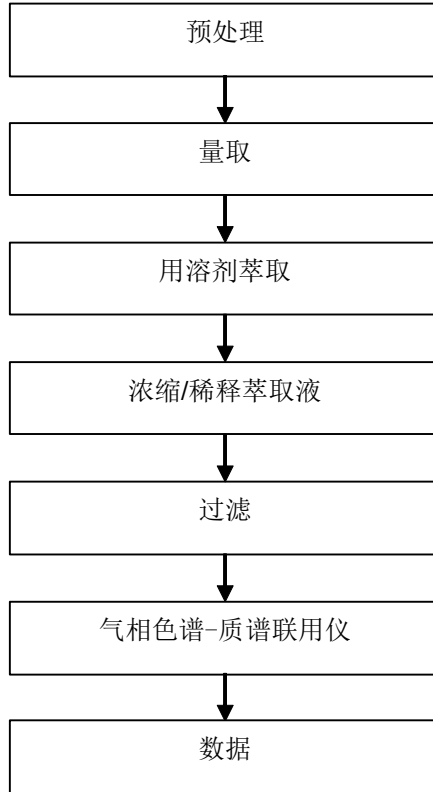 预处理
量取
用溶剂萃取
浓缩/稀释萃取液
过滤
气相色谱-质谱联用仪
数据